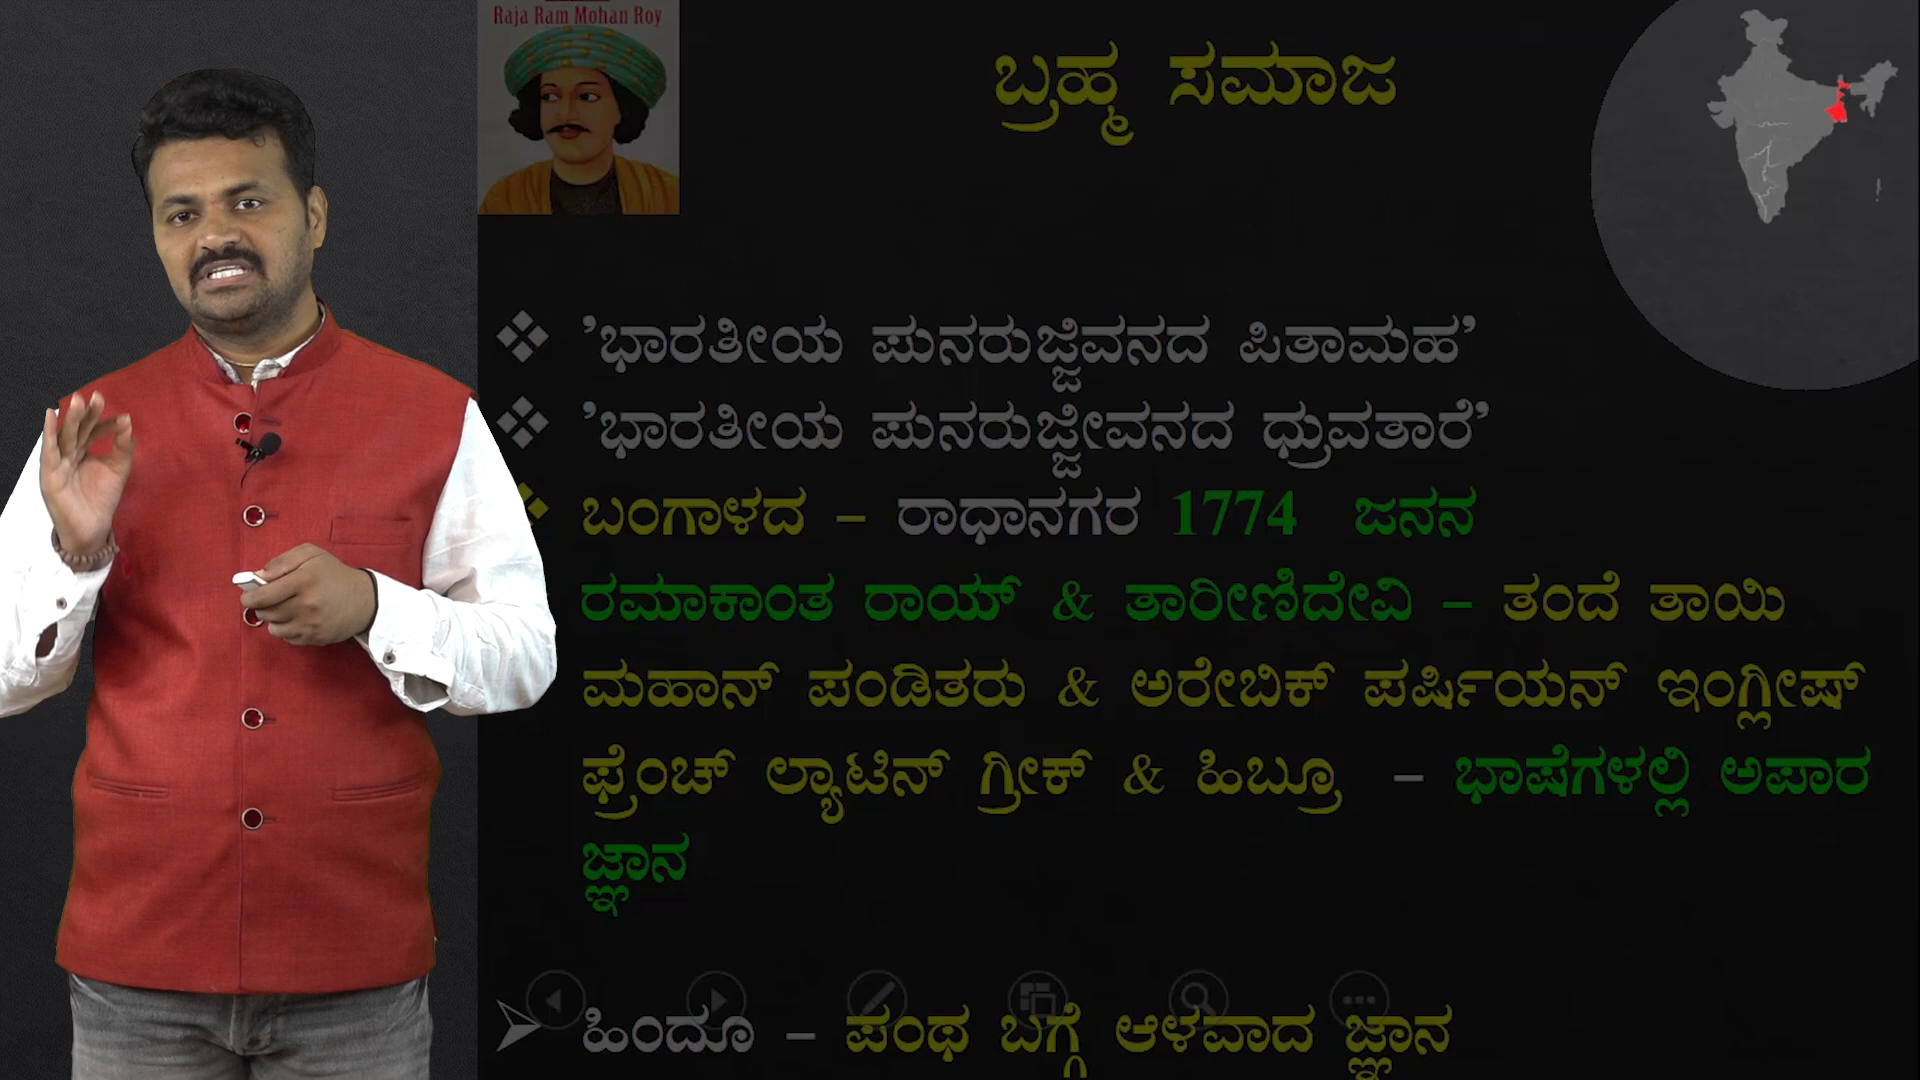 Raja Ram Mohan Roy
ಬ್ರಹ್ಮ ಸಮಾಜ
'ಭಾರತೀಯ ಪುನರುಜ್ಜಿವನದ ಪಿತಾಮಹ'
'ಭಾರತೀಯ ಪುನರುಜ್ಜೀವನದ ಧ್ರುವತಾರೆ'
ಬಂಗಾಳದ – ರಾಧಾನಗರ 1774 ಜನನ
ರಮಾಕಾಂತ ರಾಯ್ & ತಾರೀಣಿದೇವಿ – ತಂದೆ ತಾಯಿ
ಮಹಾನ್ ಪಂಡಿತರು & ಅರೇಬಿಕ್ ಪರ್ಷಿಯನ್ ಇಂಗ್ಲೀಷ್
ಫ್ರೆಂಚ್ ಲ್ಯಾಟಿನ್ ಗ್ರೀಕ್ & ಹಿಬ್ರೂ – ಭಾಷೆಗಳಲ್ಲಿ ಅಪಾರ
ಜ್ಞಾನ
ಹಿಂದೂ – ಪಂಥ ಬಗ್ಗೆ ಆಳವಾದ ಜ್ಞಾನ